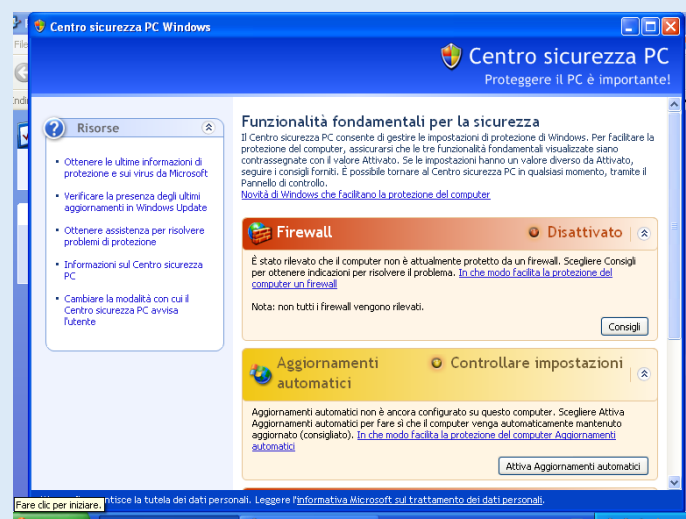 Centro sicurezza PC Windows
Centro sicurezza PC
Proteggere il PC è importante!
File
Risorse
Ottenere le ultime informazioni di
protezione e sui virus da Microsoft
Verificare la presenza degli ultimi
aggiornamenti in Windows Update
Ottenere assistenza per risolvere
problemi di protezione
Informazioni sul Centro sicurezza
PC
Cambiare la modalità con cui il
Centro sicurezza PC avvisa
l'utente
Funzionalità fondamentali per la sicurezza
Il Centro sicurezza PC consente di gestire le impostazioni di protezione di Windows. Per facilitare la
protezione del computer, assicurarsi che le tre funzionalità fondamentali visualizzate siano
contrassegnate con il valore Attivato. Se le impostazioni hanno un valore diverso da Attivato,
seguire i consigli forniti. È possibile tornare al Centro sicurezza PC in qualsiasi momento, tramite il
Pannello di controllo.
Novità di Windows che facilitano la protezione del computer
Firewall Disattivato
È stato rilevato che il computer non è attualmente protetto da un firewall. Scegliere Consigli
per ottenere indicazioni per risolvere il problema. In che modo facilita la protezione del
computer un firewall
Nota: non tutti i firewall vengono rilevati.
Consigli
Aggiornamenti Controllare impostazioni
automatici
Aggiornamenti automatici non è ancora configurato su questo computer. Scegliere Attiva
Aggiornamenti automatici per fare sì che il computer venga automaticamente mantenuto
aggiornato (consigliato). In che modo facilita la protezione del computer Aggiornamenti
automatici
Attiva Aggiornamenti automatici
tisce la tutela dei dati personali. Leggere l'informativa Microsoft sul trattamento dei dati personali.
Fare clic per iniziare.